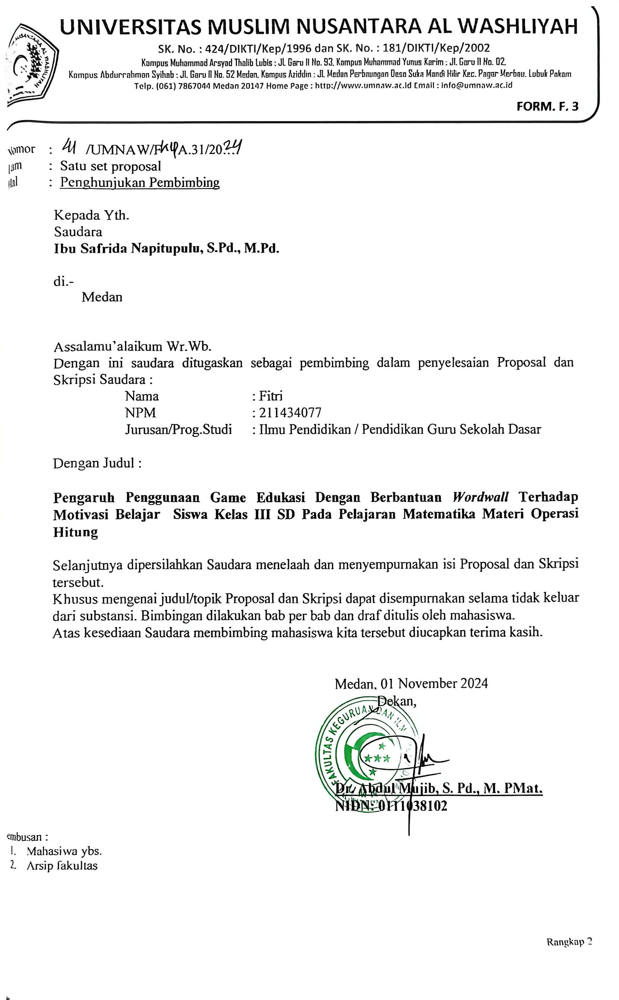 UNIVERSITAS MUSLIM NUSANTARA AL WASHLIYAH
SK. No. : 424/DIKTI/Kep/1996 dan SK. No. : 181/DIKTI/Kep/2002
Kampus Muhammad Arsyad Thalib Lubis : Jl. Garu II No. 93, Kampus Muhammad Yunus Karim : Jl. Garu II No. 02,
Kampus Abdurrahman Syihab : Jl. Garu II No. 52 Medan, Kampus Aziddin : Jl. Medan Perbaungan Desa Suka Mandi Hilir Kec. Pagar Merbau, Lubuk Pakam
Telp. (061) 7867044 Medan 20147 Home Page : http://www.umnaw.ac.id Email : info@umnaw.ac.id
FORM. F. 3
Nomor : /UMNAW/FKIP/A.31/20...24
: Satu set proposal
Hal : Penghunjukan Pembimbing
Kepada Yth.
Saudara
Ibu Safrida Napitupulu, S.Pd., M.Pd.
di.-
Medan
Assalamu'alaikum Wr.Wb.
Dengan ini saudara ditugaskan sebagai pembimbing dalam penyelesaian Proposal dan
Skripsi Saudara :
Nama : Fitri
NPM : 211434077
Jurusan/Prog.Studi : Ilmu Pendidikan / Pendidikan Guru Sekolah Dasar
Dengan Judul :
Pengaruh Penggunaan Game Edukasi Dengan Berbantuan Wordwall Terhadap
Motivasi Belajar Siswa Kelas III SD Pada Pelajaran Matematika Materi Operasi
Hitung
Selanjutnya dipersilahkan Saudara menelaah dan menyempurnakan isi Proposal dan Skripsi
tersebut.
Khusus mengenai judul/topik Proposal dan Skripsi dapat disempurnakan selama tidak keluar
dari substansi. Bimbingan dilakukan bab per bab dan draf ditulis oleh mahasiswa.
Atas kesediaan Saudara membimbing mahasiswa kita tersebut diucapkan terima kasih.
Medan, 01 November 2024
Dekan,
FAKULTAS KEGURUAN DAN
Dr. Abdul Mujib, S. Pd., M. PMat.
NIDN: 0111038102
embusan :
1. Mahasiwa ybs.
2. Arsip fakultas
Rangkap 2